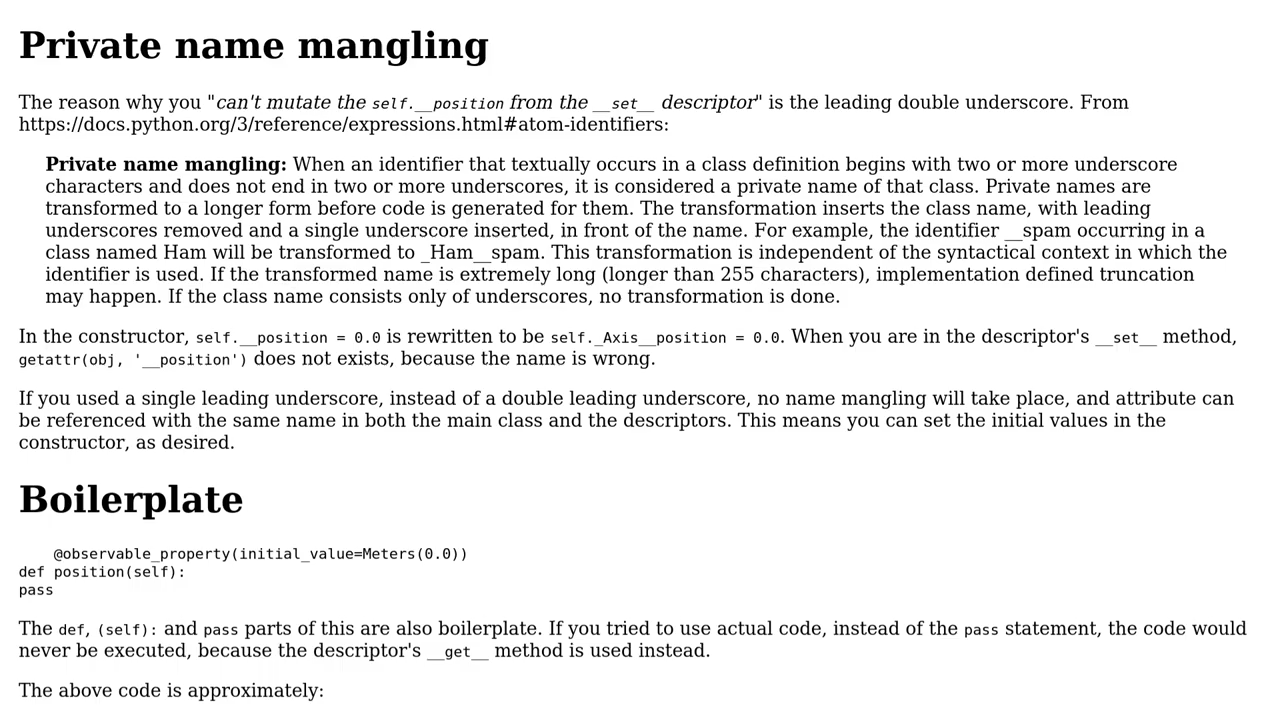 Private name mangling
The reason why you "can't mutate the self.__position from the __set__ descriptor" is the leading double underscore. From
https://docs.python.org/3/reference/expressions.html#atom-identifiers:
Private name mangling: When an identifier that textually occurs in a class definition begins with two or more underscore
characters and does not end in two or more underscores, it is considered a private name of that class. Private names are
transformed to a longer form before code is generated for them. The transformation inserts the class name, with leading
underscores removed and a single underscore inserted, in front of the name. For example, the identifier __spam occurring in a
class named Ham will be transformed to _Ham__spam. This transformation is independent of the syntactical context in which the
identifier is used. If the transformed name is extremely long (longer than 255 characters), implementation defined truncation
may happen. If the class name consists only of underscores, no transformation is done.
In the constructor, self.__position = 0.0 is rewritten to be self._Axis__position = 0.0. When you are in the descriptor's __set__ method,
getattr(obj, '__position') does not exists, because the name is wrong.
If you used a single leading underscore, instead of a double leading underscore, no name mangling will take place, and attribute can
be referenced with the same name in both the main class and the descriptors. This means you can set the initial values in the
constructor, as desired.
Boilerplate
    @observable_property(initial_value=Meters(0.0))
def position(self):
pass
The def, (self): and pass parts of this are also boilerplate. If you tried to use actual code, instead of the pass statement, the code would
never be executed, because the descriptor's __get__ method is used instead.
The above code is approximately: